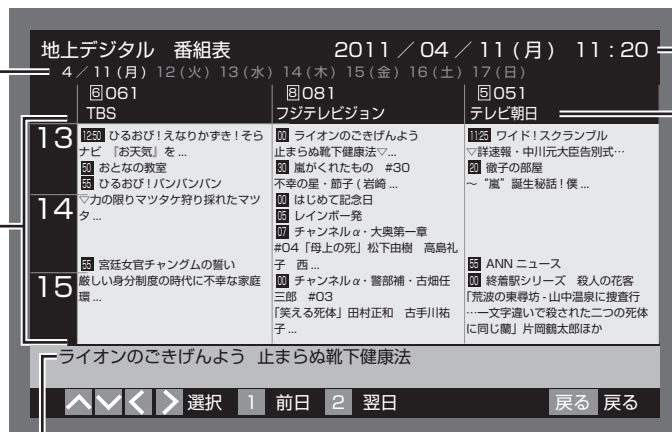 地上デジタル 番組表 2011／04／11(月) 11:20
4／11(月) 12(火) 13(水) 14(木) 15(金) 16(土) 17(日)
6 061
TBS
8 081
フジテレビジョン
5 051
テレビ朝日
13
14
15
1250 ひるおび！えなりかずき！そら
ナビ 『お天気』を...
50 おとなの教室
55 ひるおび！バンバンバン
▽力の限りマツタケ狩り採れたマツ
タ...
55 宮廷女官チャングムの誓い
厳しい身分制度の時代に不幸な家庭
環...
00 ライオンのごきげんよう
止まらぬ靴下健康法▽...
30 嵐がくれたもの #30
不幸の星・節子(岩崎...
00 はじめて記念日
05 レインボー発
07 チャンネルα・大奥第一章
#04「母上の死」松下由樹 高島礼
子 西...
00 チャンネルα・警部補・古畑任
三郎 #03
「笑える死体」田村正和 古手川祐
子...
1125 ワイド！スクランブル
▽詳速報・中川元大臣告別式…
20 徹子の部屋
～“嵐”誕生秘話！僕...
55 ANNニュース
00 終着駅シリーズ 殺人の花客
「荒波の東尋坊-山中温泉に捜査行
…一文字違いで殺された二つの死体
に同じ蘭」片岡鶴太郎ほか
ライオンのごきげんよう 止まらぬ靴下健康法
選択 1 前日 2 翌日 戻る 戻る